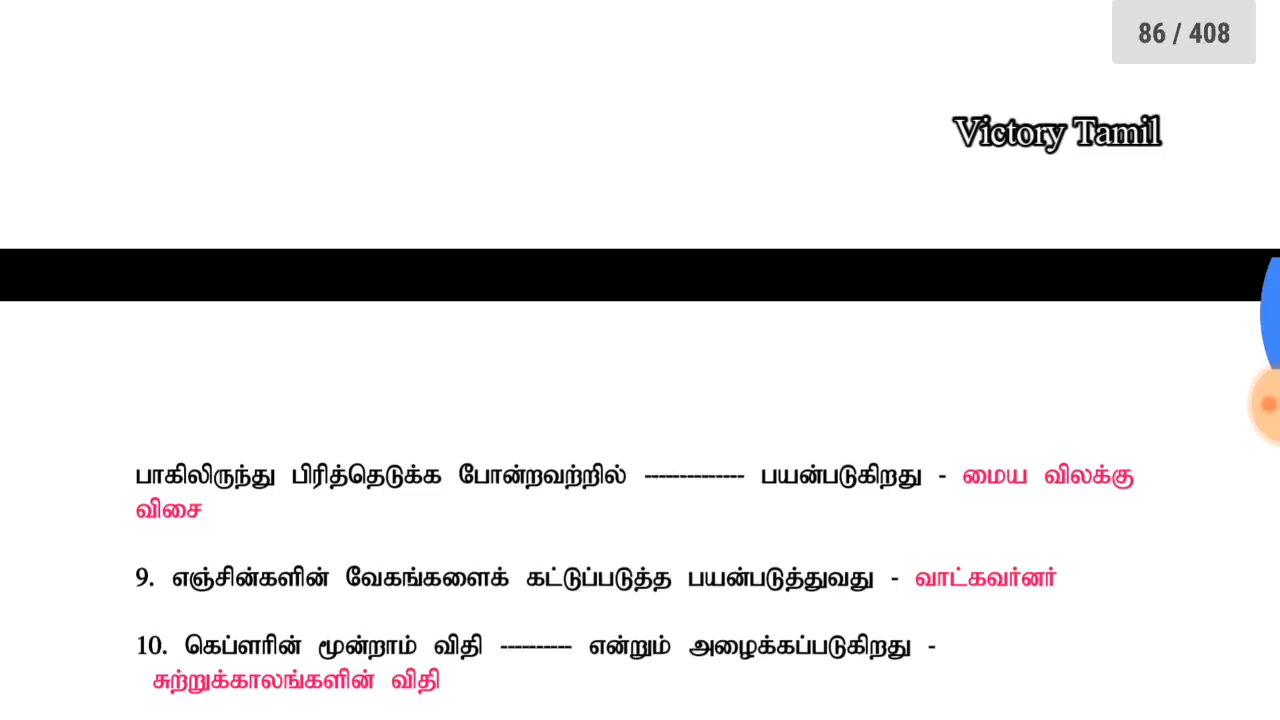 86 / 408
Victory Tamil
பாகிலிருந்து பிரித்தெடுக்க போன்றவற்றில் -------------- பயன்படுகிறது - மைய விலக்கு
விசை
9. எஞ்சின்களின் வேகங்களைக் கட்டுப்படுத்த பயன்படுத்துவது - வாட்கவர்னர்
10. கெப்ளரின் மூன்றாம் விதி ---------- என்றும் அழைக்கப்படுகிறது -
சுற்றுக்காலங்களின் விதி